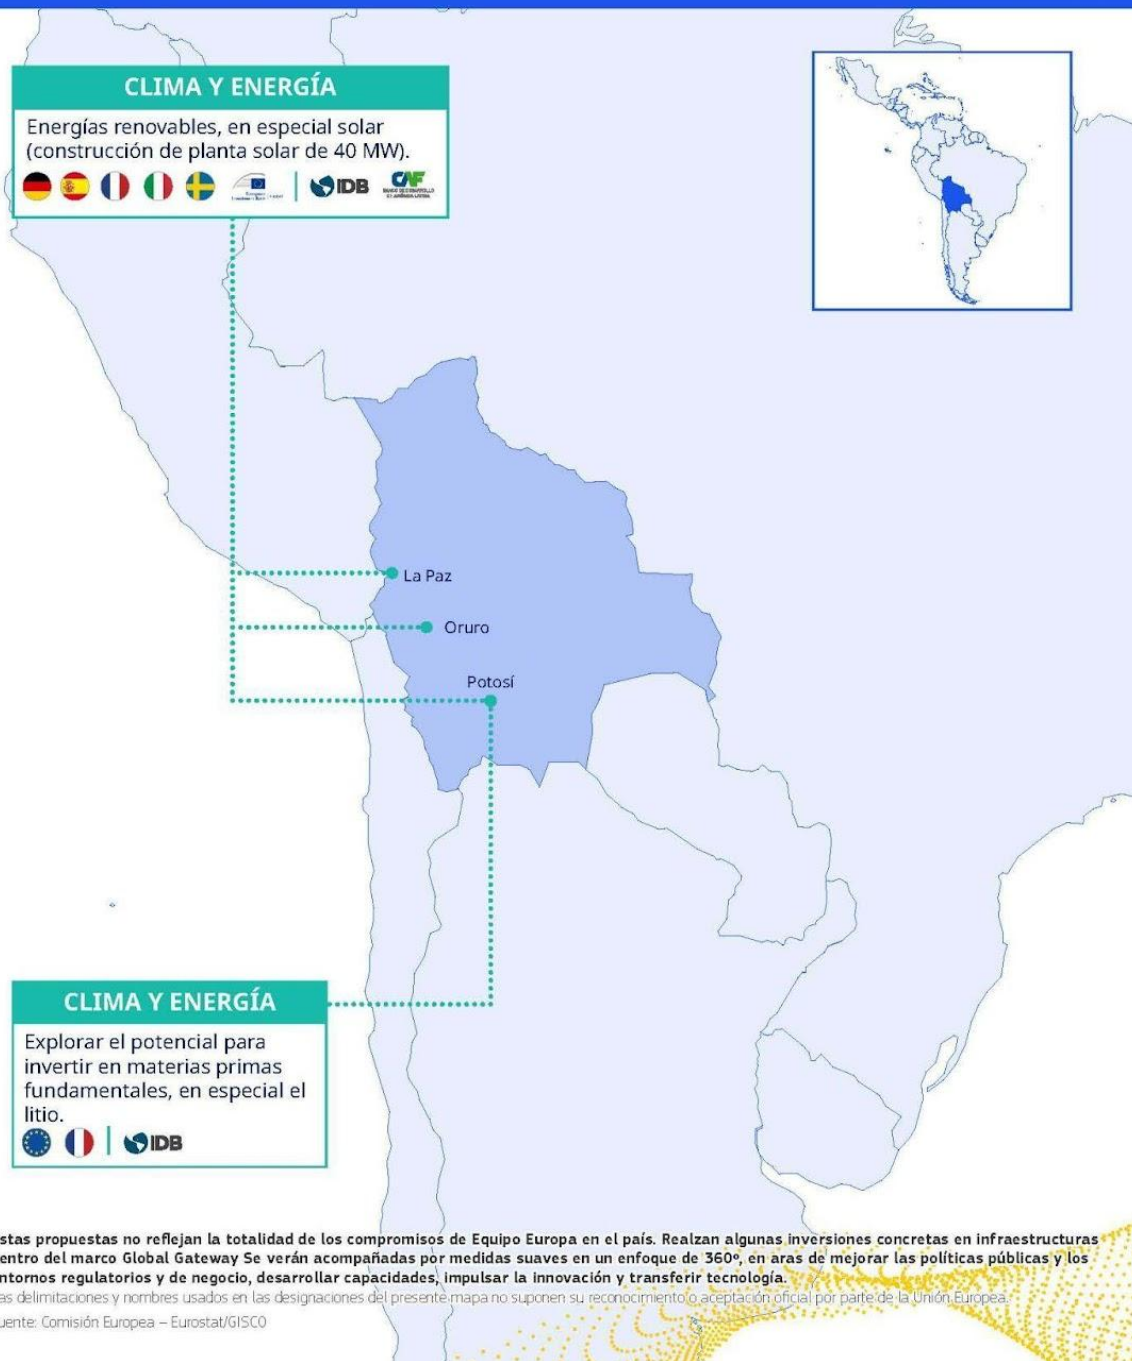 CLIMA Y ENERGÍA
Energías renovables, en especial solar
(construcción de planta solar de 40 MW).
IDB
CAF
La Paz
Oruro
Potosí
CLIMA Y ENERGÍA
Explorar el potencial para
invertir en materias primas
fundamentales, en especial el
litio.
IDB
stas propuestas no reflejan la totalidad de los compromisos de Equipo Europa en el país. Realzan algunas inversiones concretas en infraestructuras
entro del marco Global Gateway Se verán acompañadas por medidas suaves en un enfoque de 360º, en aras de mejorar las políticas públicas y los
ntornos regulatorios y de negocio, desarrollar capacidades, impulsar la innovación y transferir tecnología.
as delimitaciones y nombres usados en las designaciones del presente mapa no suponen su reconocimiento o aceptación oficial por parte de la Unión Europea.
uente: Comisión Europea – Eurostat/GISCO